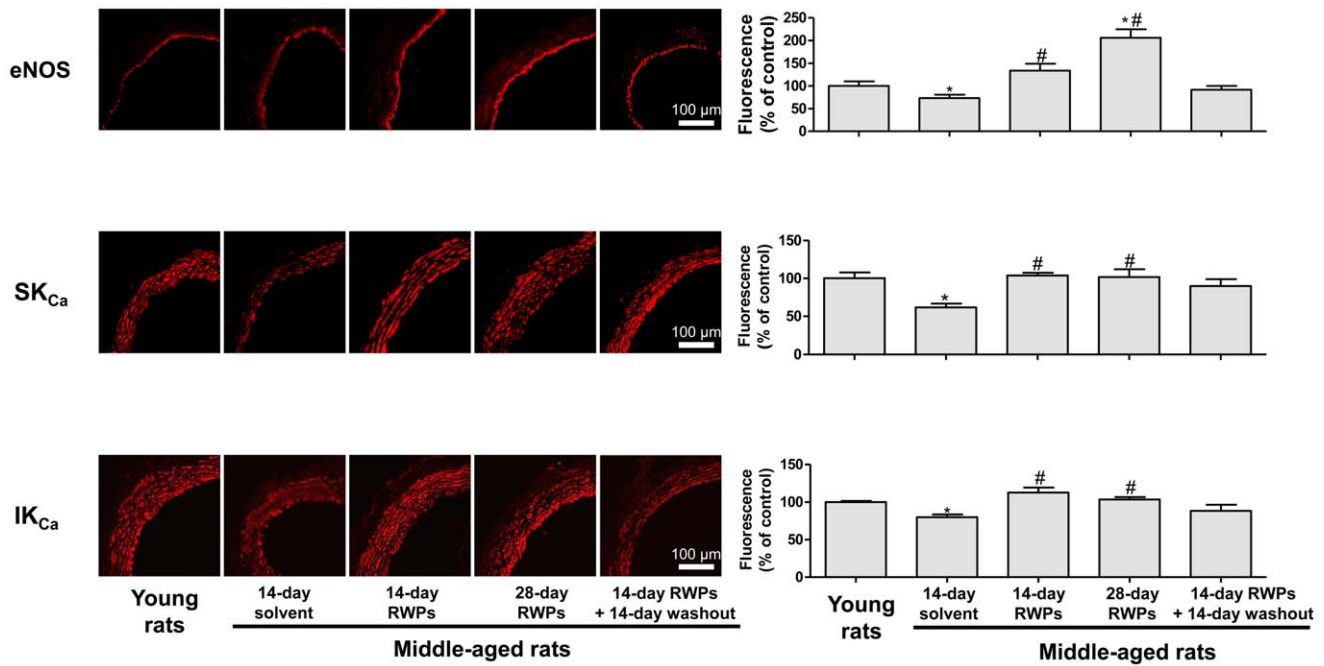 eNOS
100 µm
Fluorescence
(% of control)
250
200
150
100
50
0
*
#
*#
SK_Ca
100 µm
Fluorescence
(% of control)
150
100
50
0
*
#
#
IK_Ca
100 µm
Fluorescence
(% of control)
150
100
50
0
*
#
#
Young
rats
14-day
solvent
14-day
RWPs
28-day
RWPs
14-day RWPs
+ 14-day washout
Middle-aged rats
Young
rats
14-day
solvent
14-day
RWPs
28-day
RWPs
14-day RWPs
+ 14-day washout
Middle-aged rats